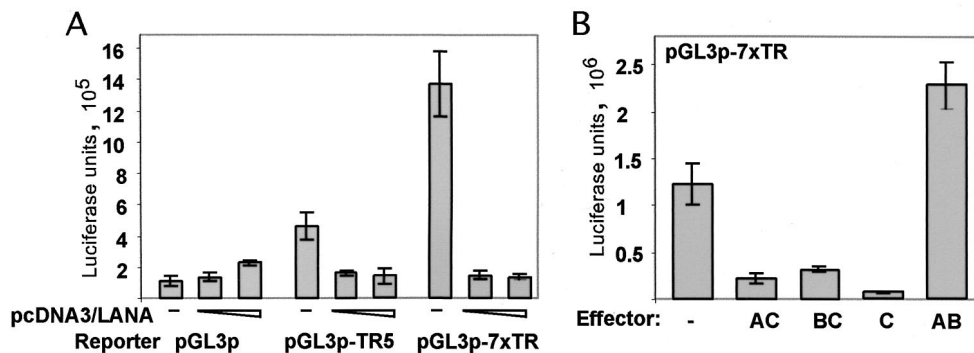 A
Luciferase units, 10^5
16
14
12
10
8
6
4
2
pcDNA3/LANA - - -
Reporter pGL3p pGL3p-TR5 pGL3p-7xTR
B
pGL3p-7xTR
Luciferase units, 10^6
2.5
2
1.5
1
0.5
Effector: - AC BC C AB